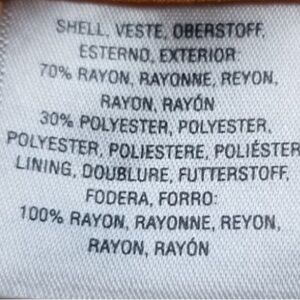 SHELL, VESTE, OBERSTOFF,
ESTERNO, EXTERIOR:
70% RAYON, RAYONNE, REYON,
RAYON, RAYÓN
30% POLYESTER, POLYESTER,
POLYESTER, POLIESTERE, POLIÉSTER
LINING, DOUBLURE, FUTTERSTOFF,
FODERA, FORRO:
100% RAYON, RAYONNE, REYON,
RAYON, RAYÓN